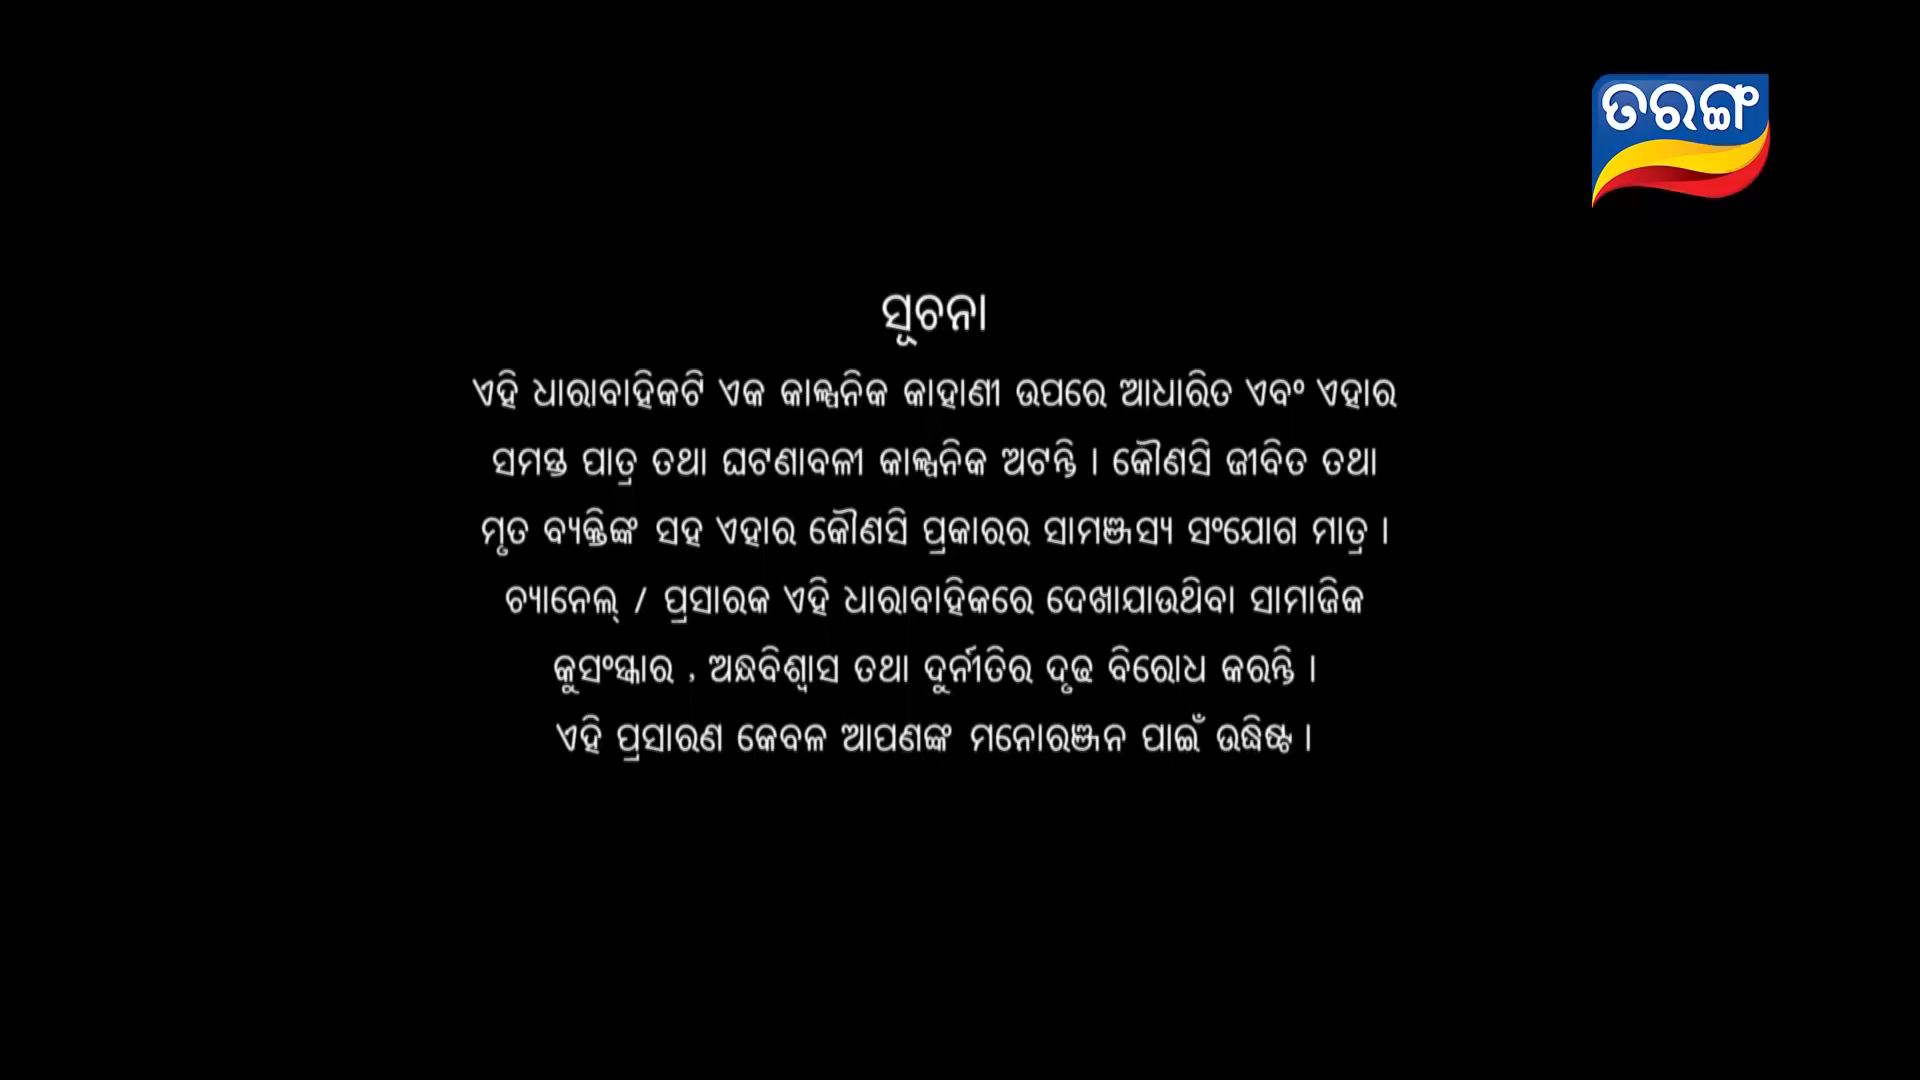 ତରଙ୍ଗ
ସୂଚନା
ଏହି ଧାରାବାହିକଟି ଏକ କାଳ୍ପନିକ କାହାଣୀ ଉପରେ ଆଧାରିତ ଏବଂ ଏହାର
ସମସ୍ତ ପାତ୍ର ତଥା ଘଟଣାବଳୀ କାଳ୍ପନିକ ଅଟନ୍ତି । କୌଣସି ଜୀବିତ ତଥା
ମୃତ ବ୍ୟକ୍ତିଙ୍କ ସହ ଏହାର କୌଣସି ପ୍ରକାରର ସାମଞ୍ଜସ୍ୟ ସଂଯୋଗ ମାତ୍ର ।
ଚ୍ୟାନେଲ୍ / ପ୍ରସାରକ ଏହି ଧାରାବାହିକରେ ଦେଖାଯାଉଥିବା ସାମାଜିକ
କୁସଂସ୍କାର , ଅନ୍ଧବିଶ୍ୱାସ ତଥା ଦୁର୍ନୀତିର ଦୃଢ ବିରୋଧ କରନ୍ତି ।
ଏହି ପ୍ରସାରଣ କେବଳ ଆପଣଙ୍କ ମନୋରଞ୍ଜନ ପାଇଁ ଉଦ୍ଧିଷ୍ଟ ।